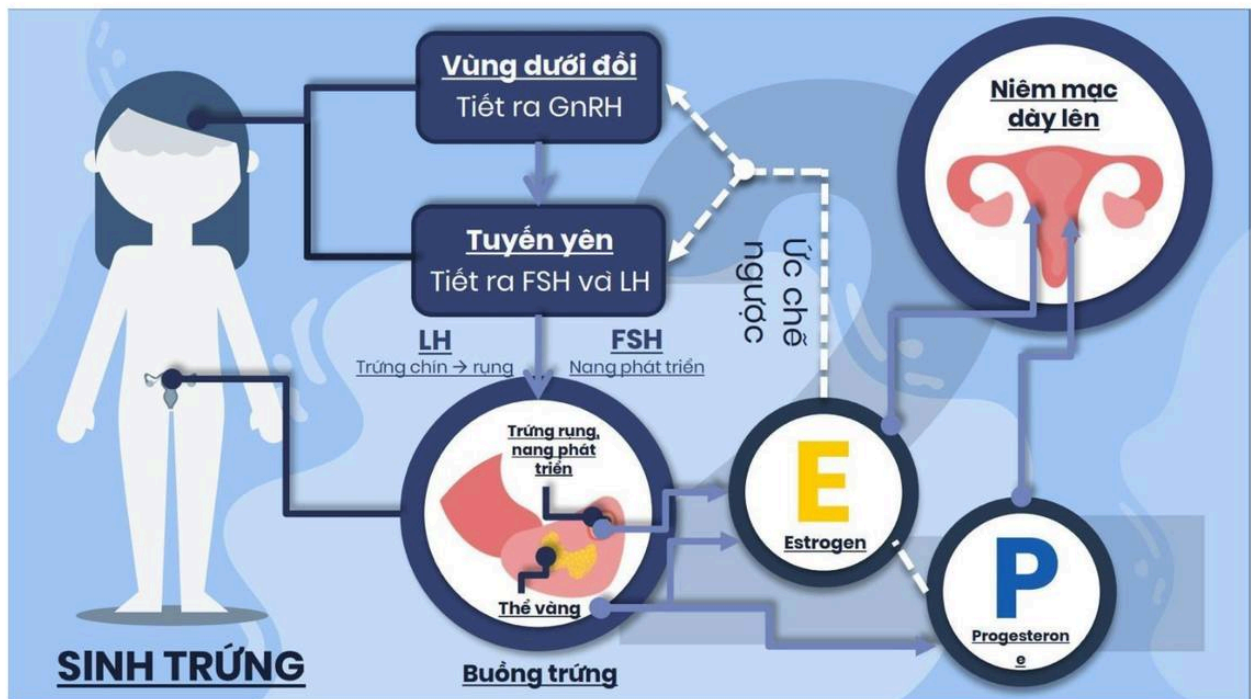 Vùng dưới đồi
Tiết ra GnRH
Niêm mạc
dày lên
Tuyến yên
Tiết ra FSH và LH
Ức chế
ngược
LH
Trứng chín → rụng
FSH
Nang phát triển
Trứng rụng,
nang phát
triển
E
Estrogen
Thể vàng
P
Progesteron
e
SINH TRỨNG
Buồng trứng